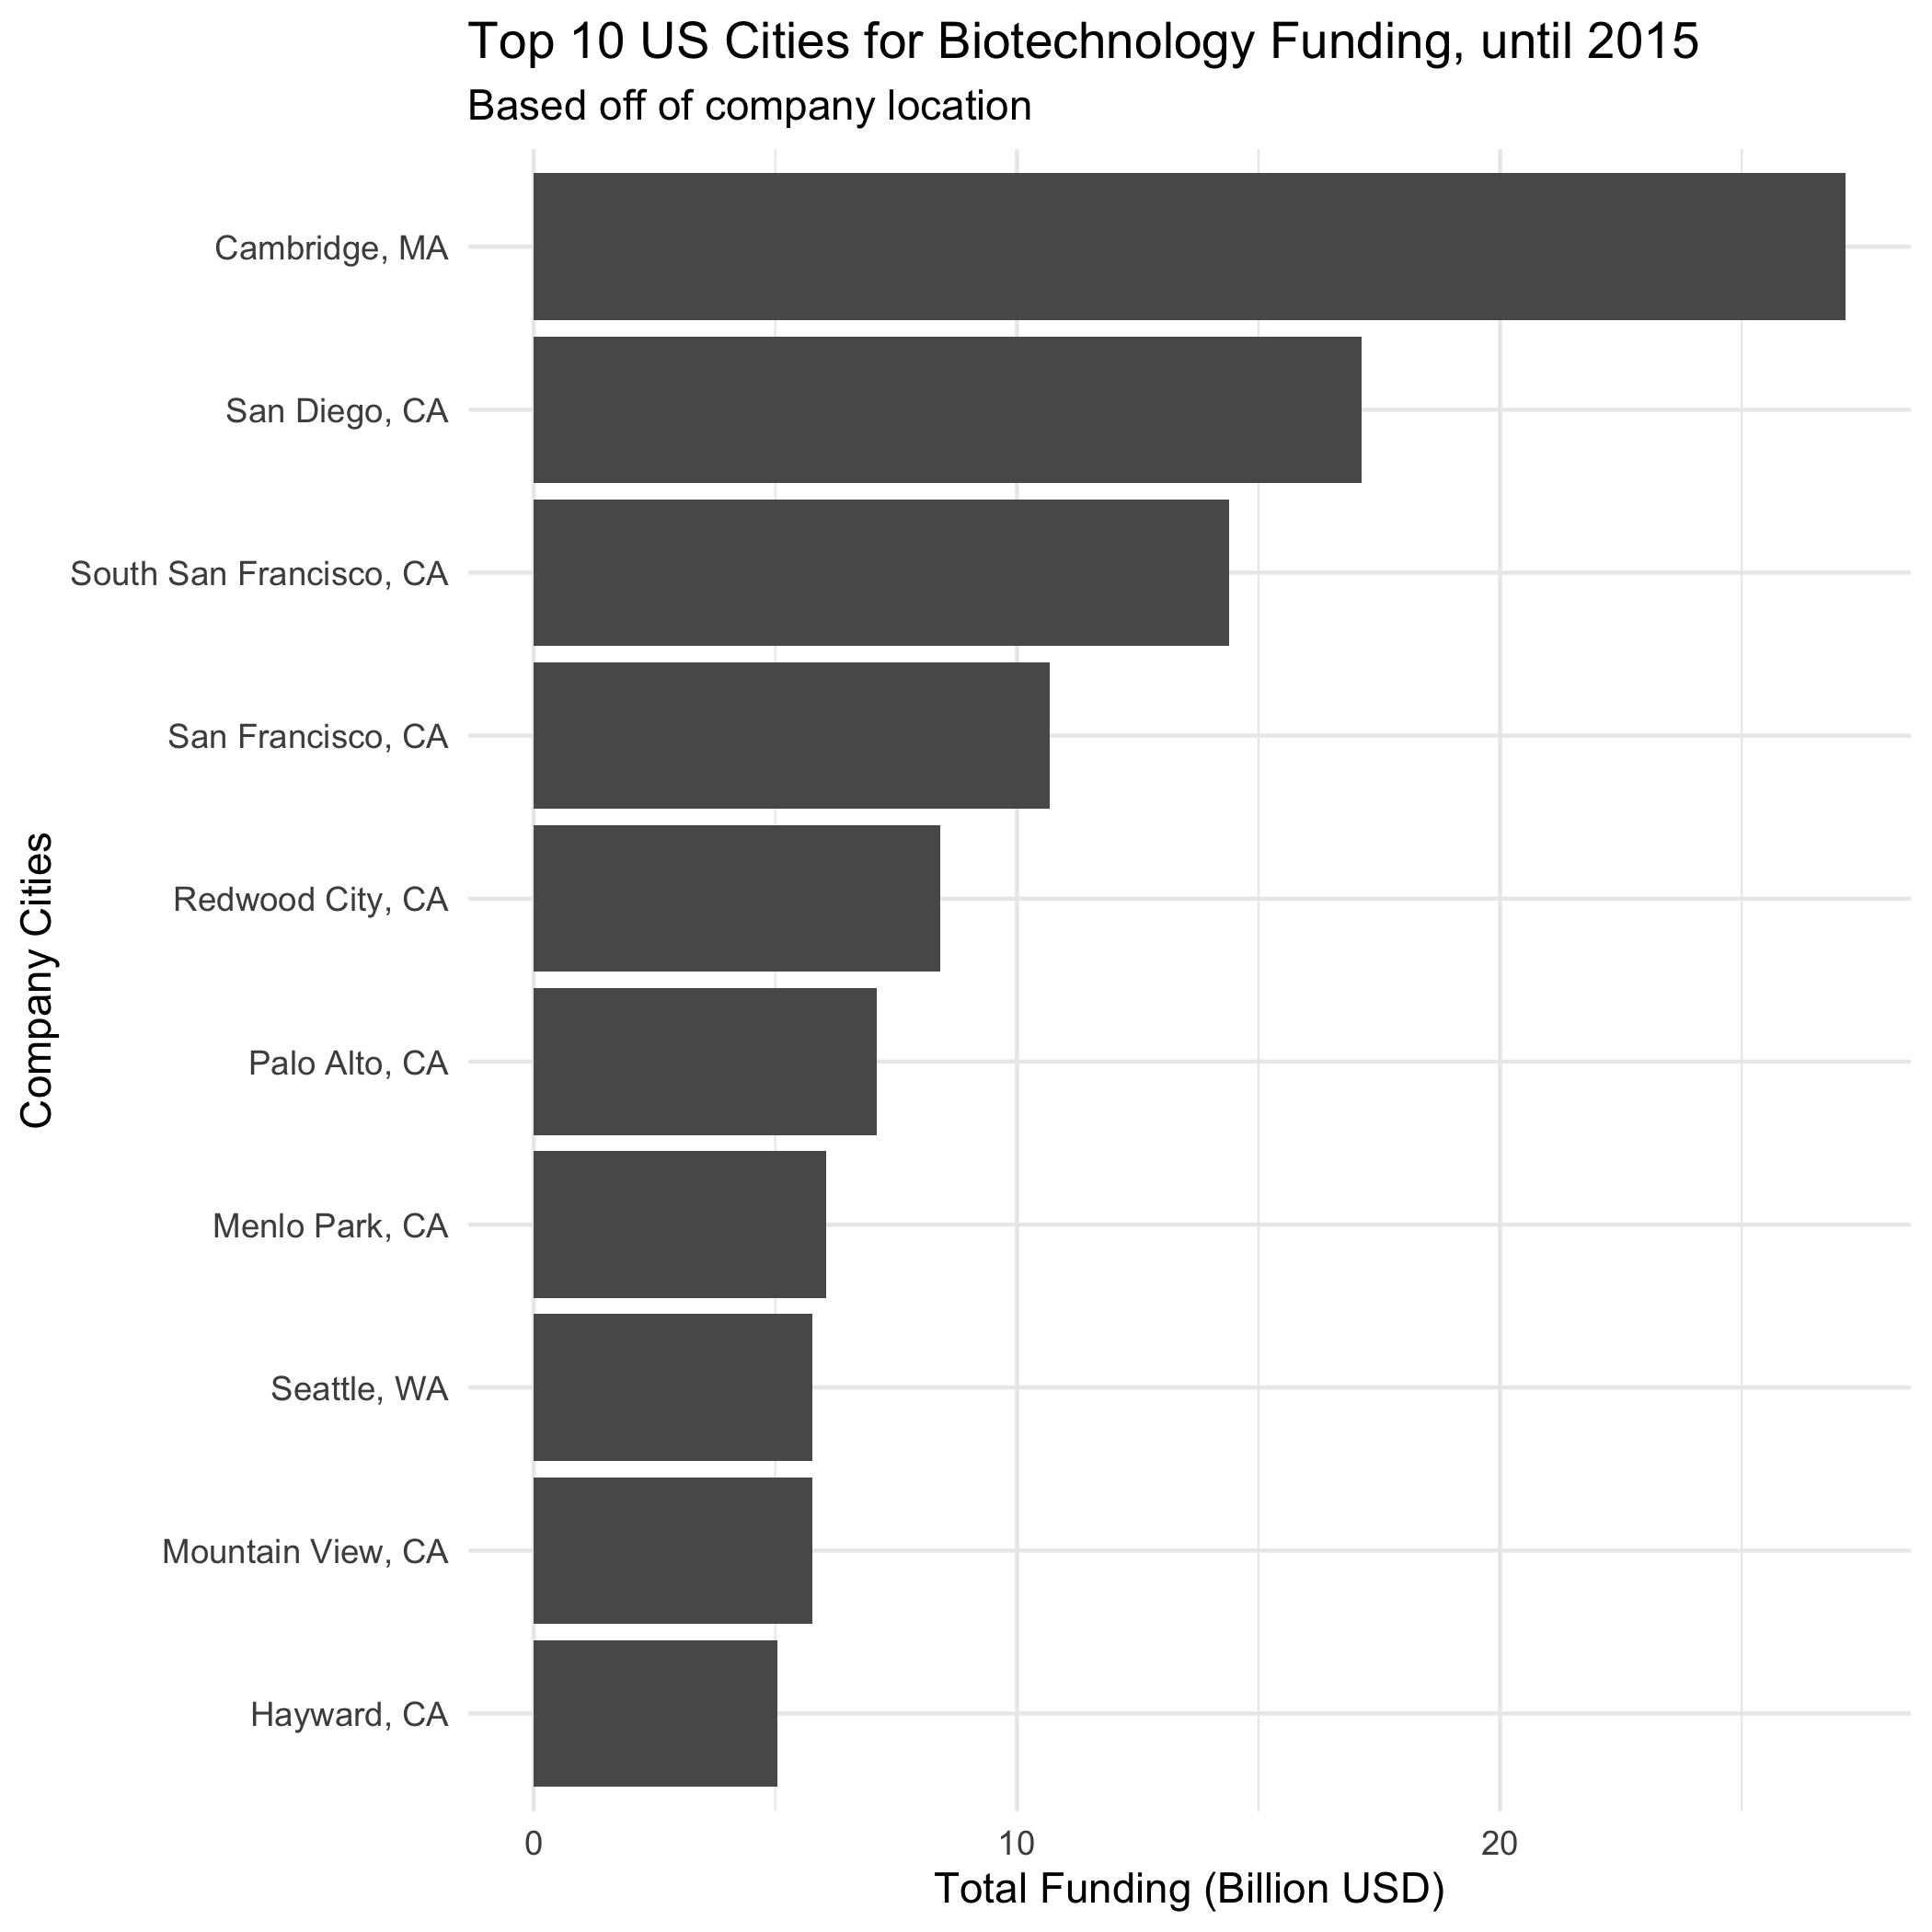 Top 10 US Cities for Biotechnology Funding, until 2015
Based off of company location
Company Cities
Cambridge, MA
San Diego, CA
South San Francisco, CA
San Francisco, CA
Redwood City, CA
Palo Alto, CA
Menlo Park, CA
Seattle, WA
Mountain View, CA
Hayward, CA
0 10 20
Total Funding (Billion USD)